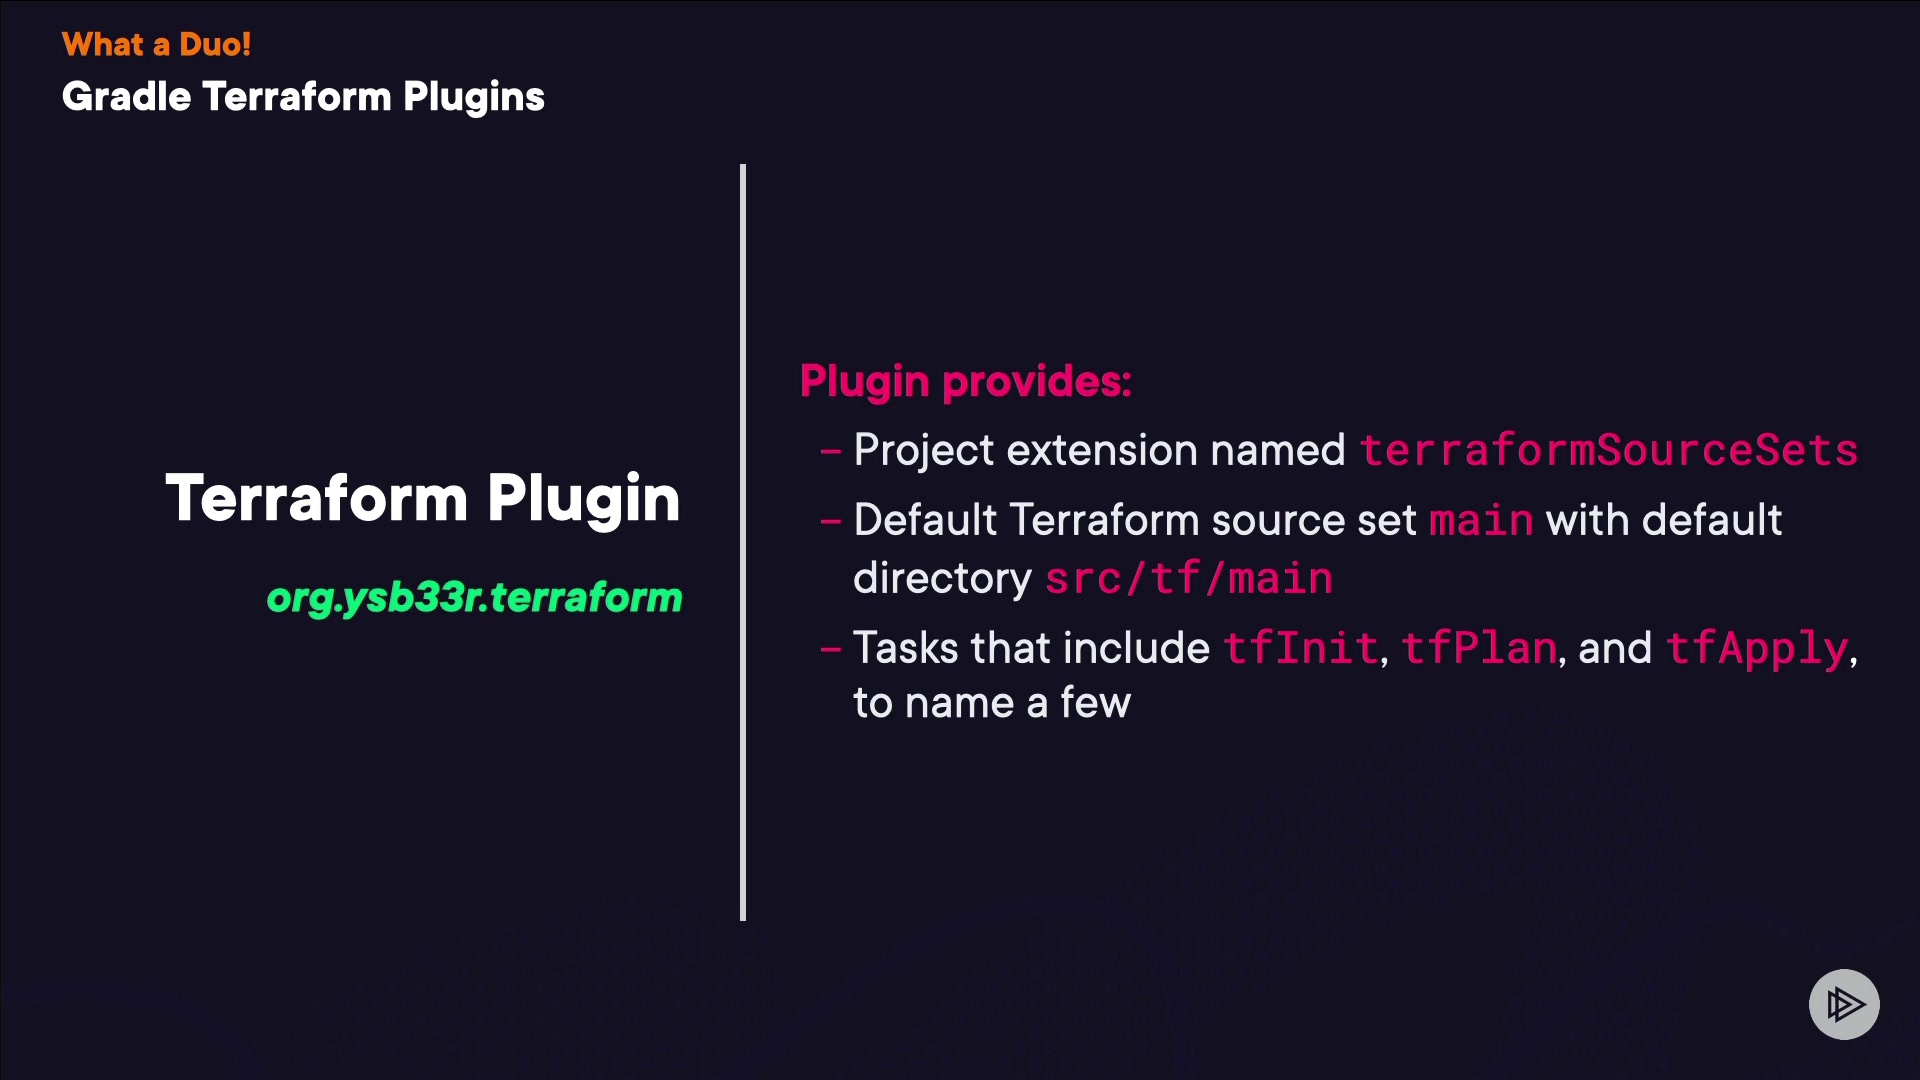 What a Duo!
Gradle Terraform Plugins
Terraform Plugin
org.ysb33r.terraform
Plugin provides:
– Project extension named terraformSourceSets
– Default Terraform source set main with default
directory src/tf/main
– Tasks that include tfInit, tfPlan, and tfApply,
to name a few